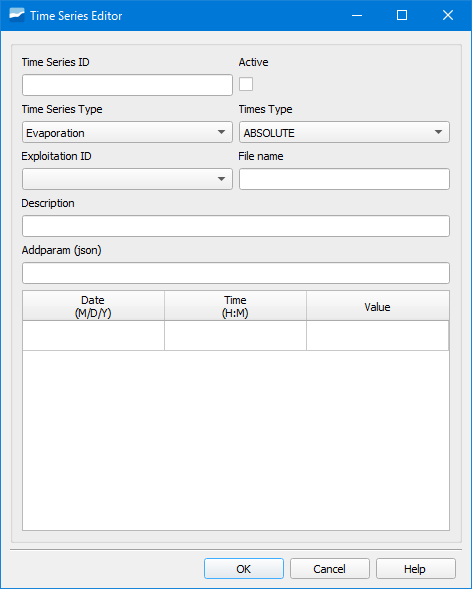 Time Series Editor
Time Series ID
Active
Time Series Type
Times Type
Evaporation
ABSOLUTE
Exploitation ID
File name
Description
Addparam (json)
Date
(M/D/Y)
Time
(H:M)
Value
OK
Cancel
Help